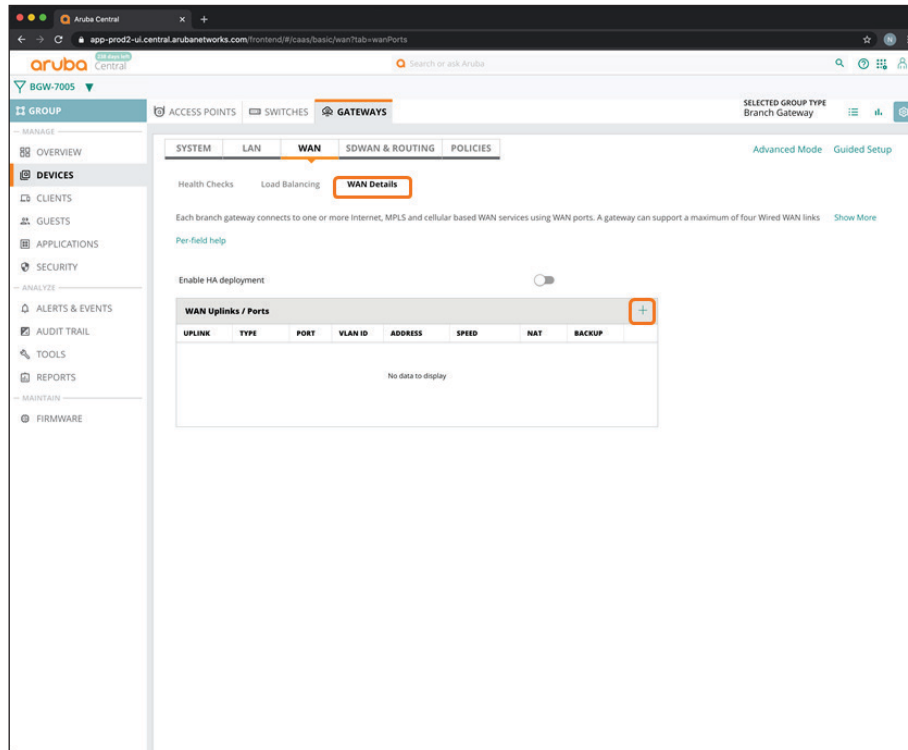 Aruba Central
app-prod2-ui.central.arubanetworks.com/frontend/#/caas/basic/wan?tab=wanPorts
N
aruba Central
Search or ask Aruba
BGW-7005
GROUP
ACCESS POINTS
SWITCHES
GATEWAYS
SELECTED GROUP TYPE
Branch Gateway
MANAGE
OVERVIEW
DEVICES
CLIENTS
GUESTS
APPLICATIONS
SECURITY
ANALYZE
ALERTS & EVENTS
AUDIT TRAIL
TOOLS
REPORTS
MAINTAIN
FIRMWARE
SYSTEM
LAN
WAN
SDWAN & ROUTING
POLICIES
Advanced Mode
Guided Setup
Health Checks
Load Balancing
WAN Details
Each branch gateway connects to one or more Internet, MPLS and cellular based WAN services using WAN ports. A gateway can support a maximum of four Wired WAN links Show More
Per-field help
Enable HA deployment
WAN Uplinks / Ports
UPLINK TYPE PORT VLAN ID ADDRESS SPEED NAT BACKUP
No data to display